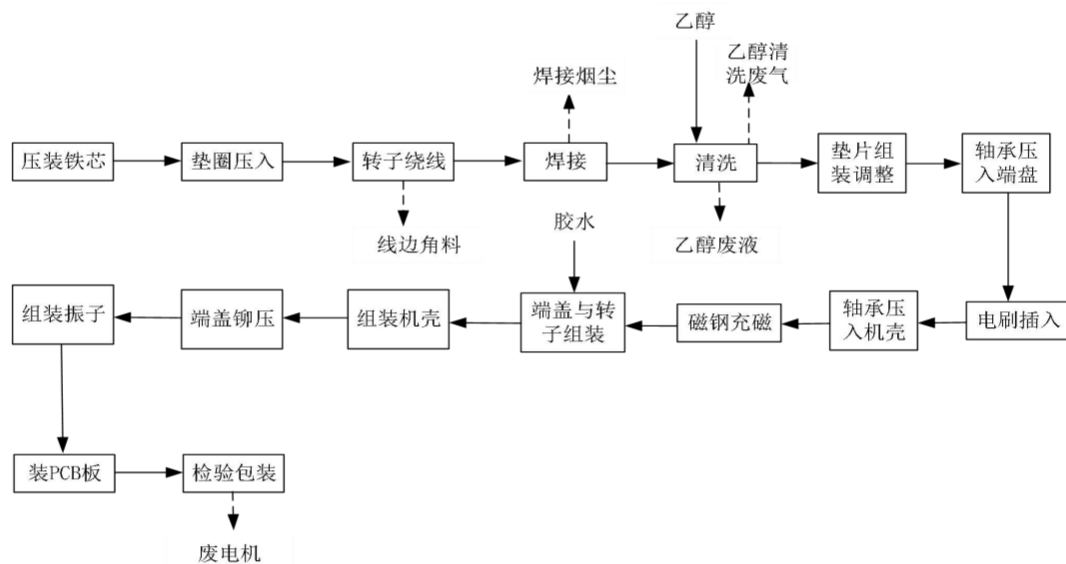 乙醇
乙醇清
洗废气
焊接烟尘
压装铁芯
垫圈压入
转子绕线
焊接
清洗
垫片组
装调整
轴承压
入端盘
线边角料
胶水
乙醇废液
组装振子
端盖铆压
组装机壳
端盖与转
子组装
磁钢充磁
轴承压
入机壳
电刷插入
装PCB板
检验包装
废电机